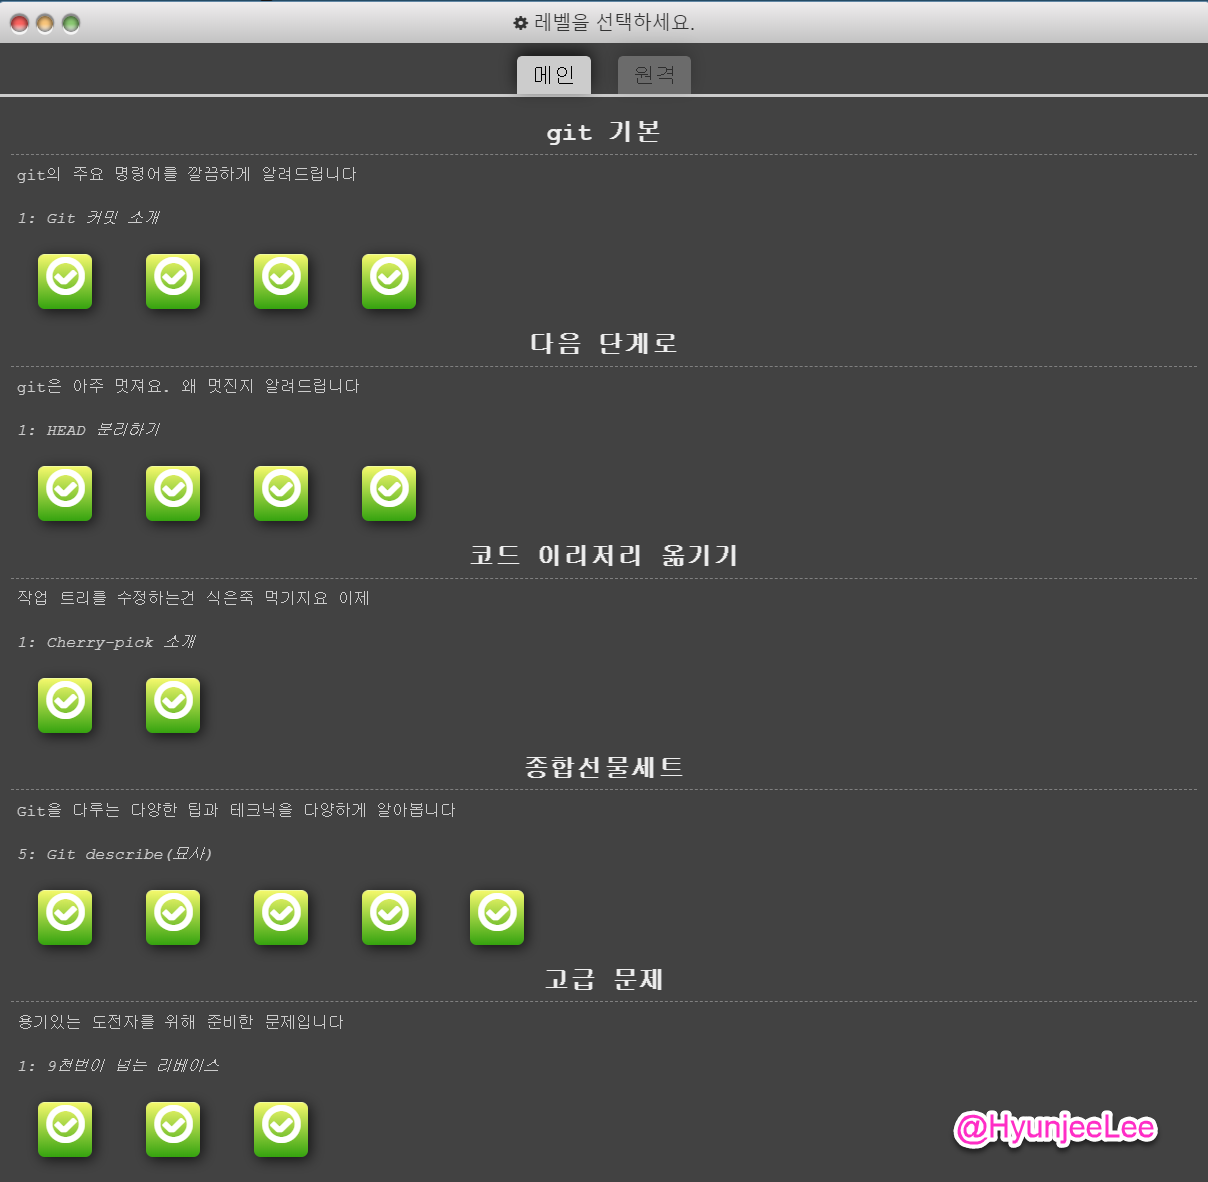 레벨을 선택하세요.
메인 원격
git 기본
git의 주요 명령어를 깔끔하게 알려드립니다
1: Git 커밋 소개
다음 단계로
git은 아주 멋져요. 왜 멋진지 알려드립니다
1: HEAD 분리하기
코드 이리저리 옮기기
작업 트리를 수정하는건 식은죽 먹기지요 이제
1: Cherry-pick 소개
종합선물세트
Git을 다루는 다양한 팁과 테크닉을 다양하게 알아봅니다
5: Git describe(묘사)
고급 문제
용기있는 도전자를 위해 준비한 문제입니다
1: 9천번이 넘는 리베이스
@HyunjeeLee